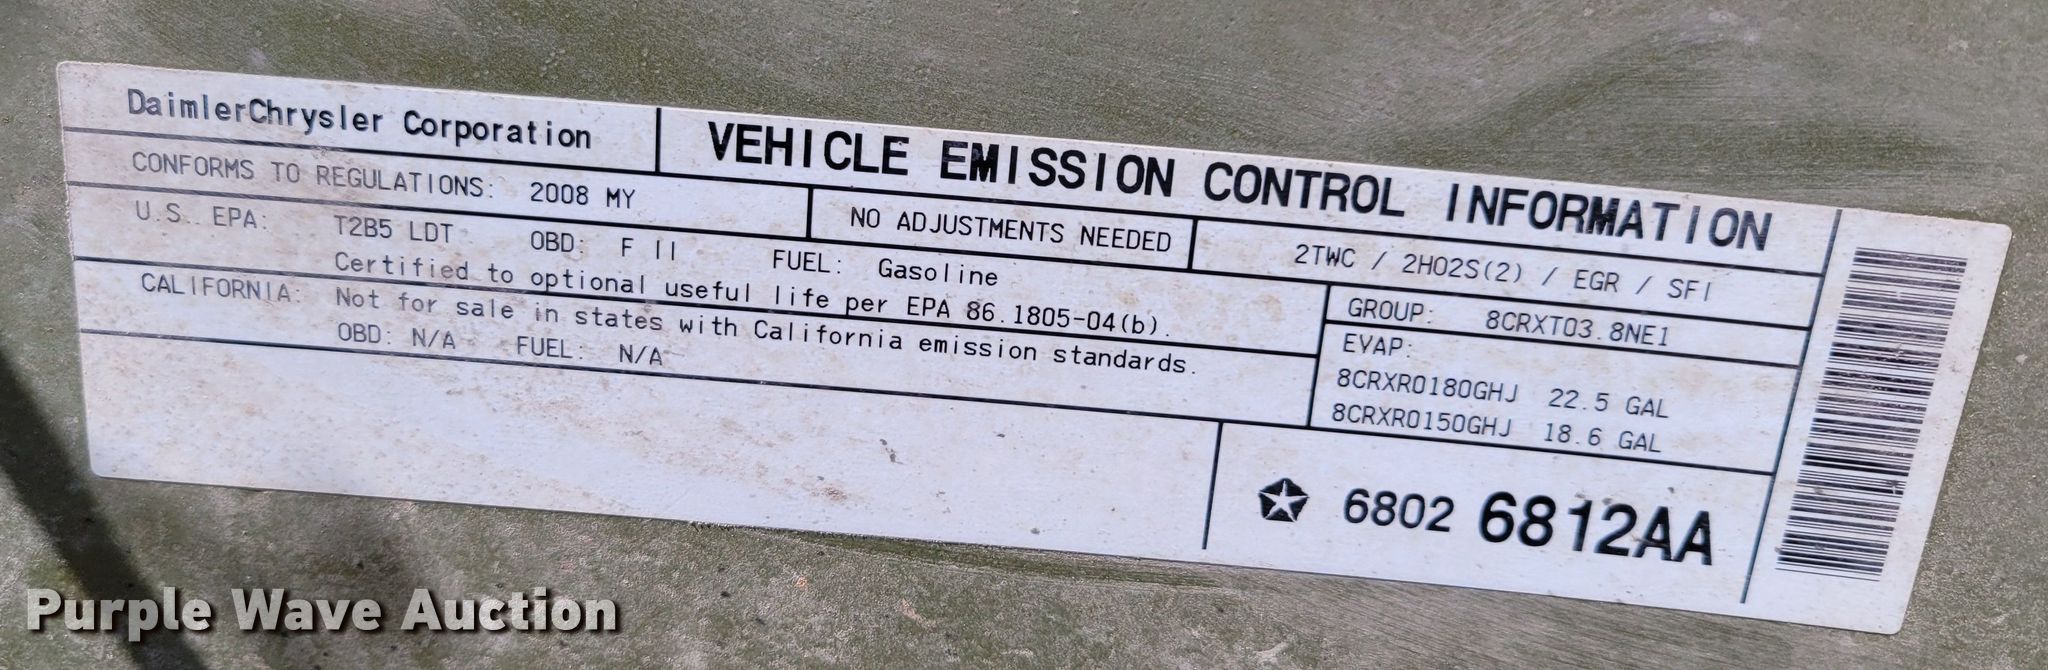 DaimlerChrysler Corporation
VEHICLE EMISSION CONTROL INFORMATION
CONFORMS TO REGULATIONS: 2008 MY
NO ADJUSTMENTS NEEDED
2TWC / 2HO2S(2) / EGR / SFI
U.S. EPA: T2B5 LDT OBD: F II FUEL: Gasoline
Certified to optional useful life per EPA 86.1805-04(b).
CALIFORNIA: Not for sale in states with California emission standards.
OBD: N/A FUEL: N/A
GROUP: 8CRXT03.8NE1
EVAP:
8CRXR0180GHJ 22.5 GAL
8CRXR0150GHJ 18.6 GAL
6802 6812AA
Purple Wave Auction